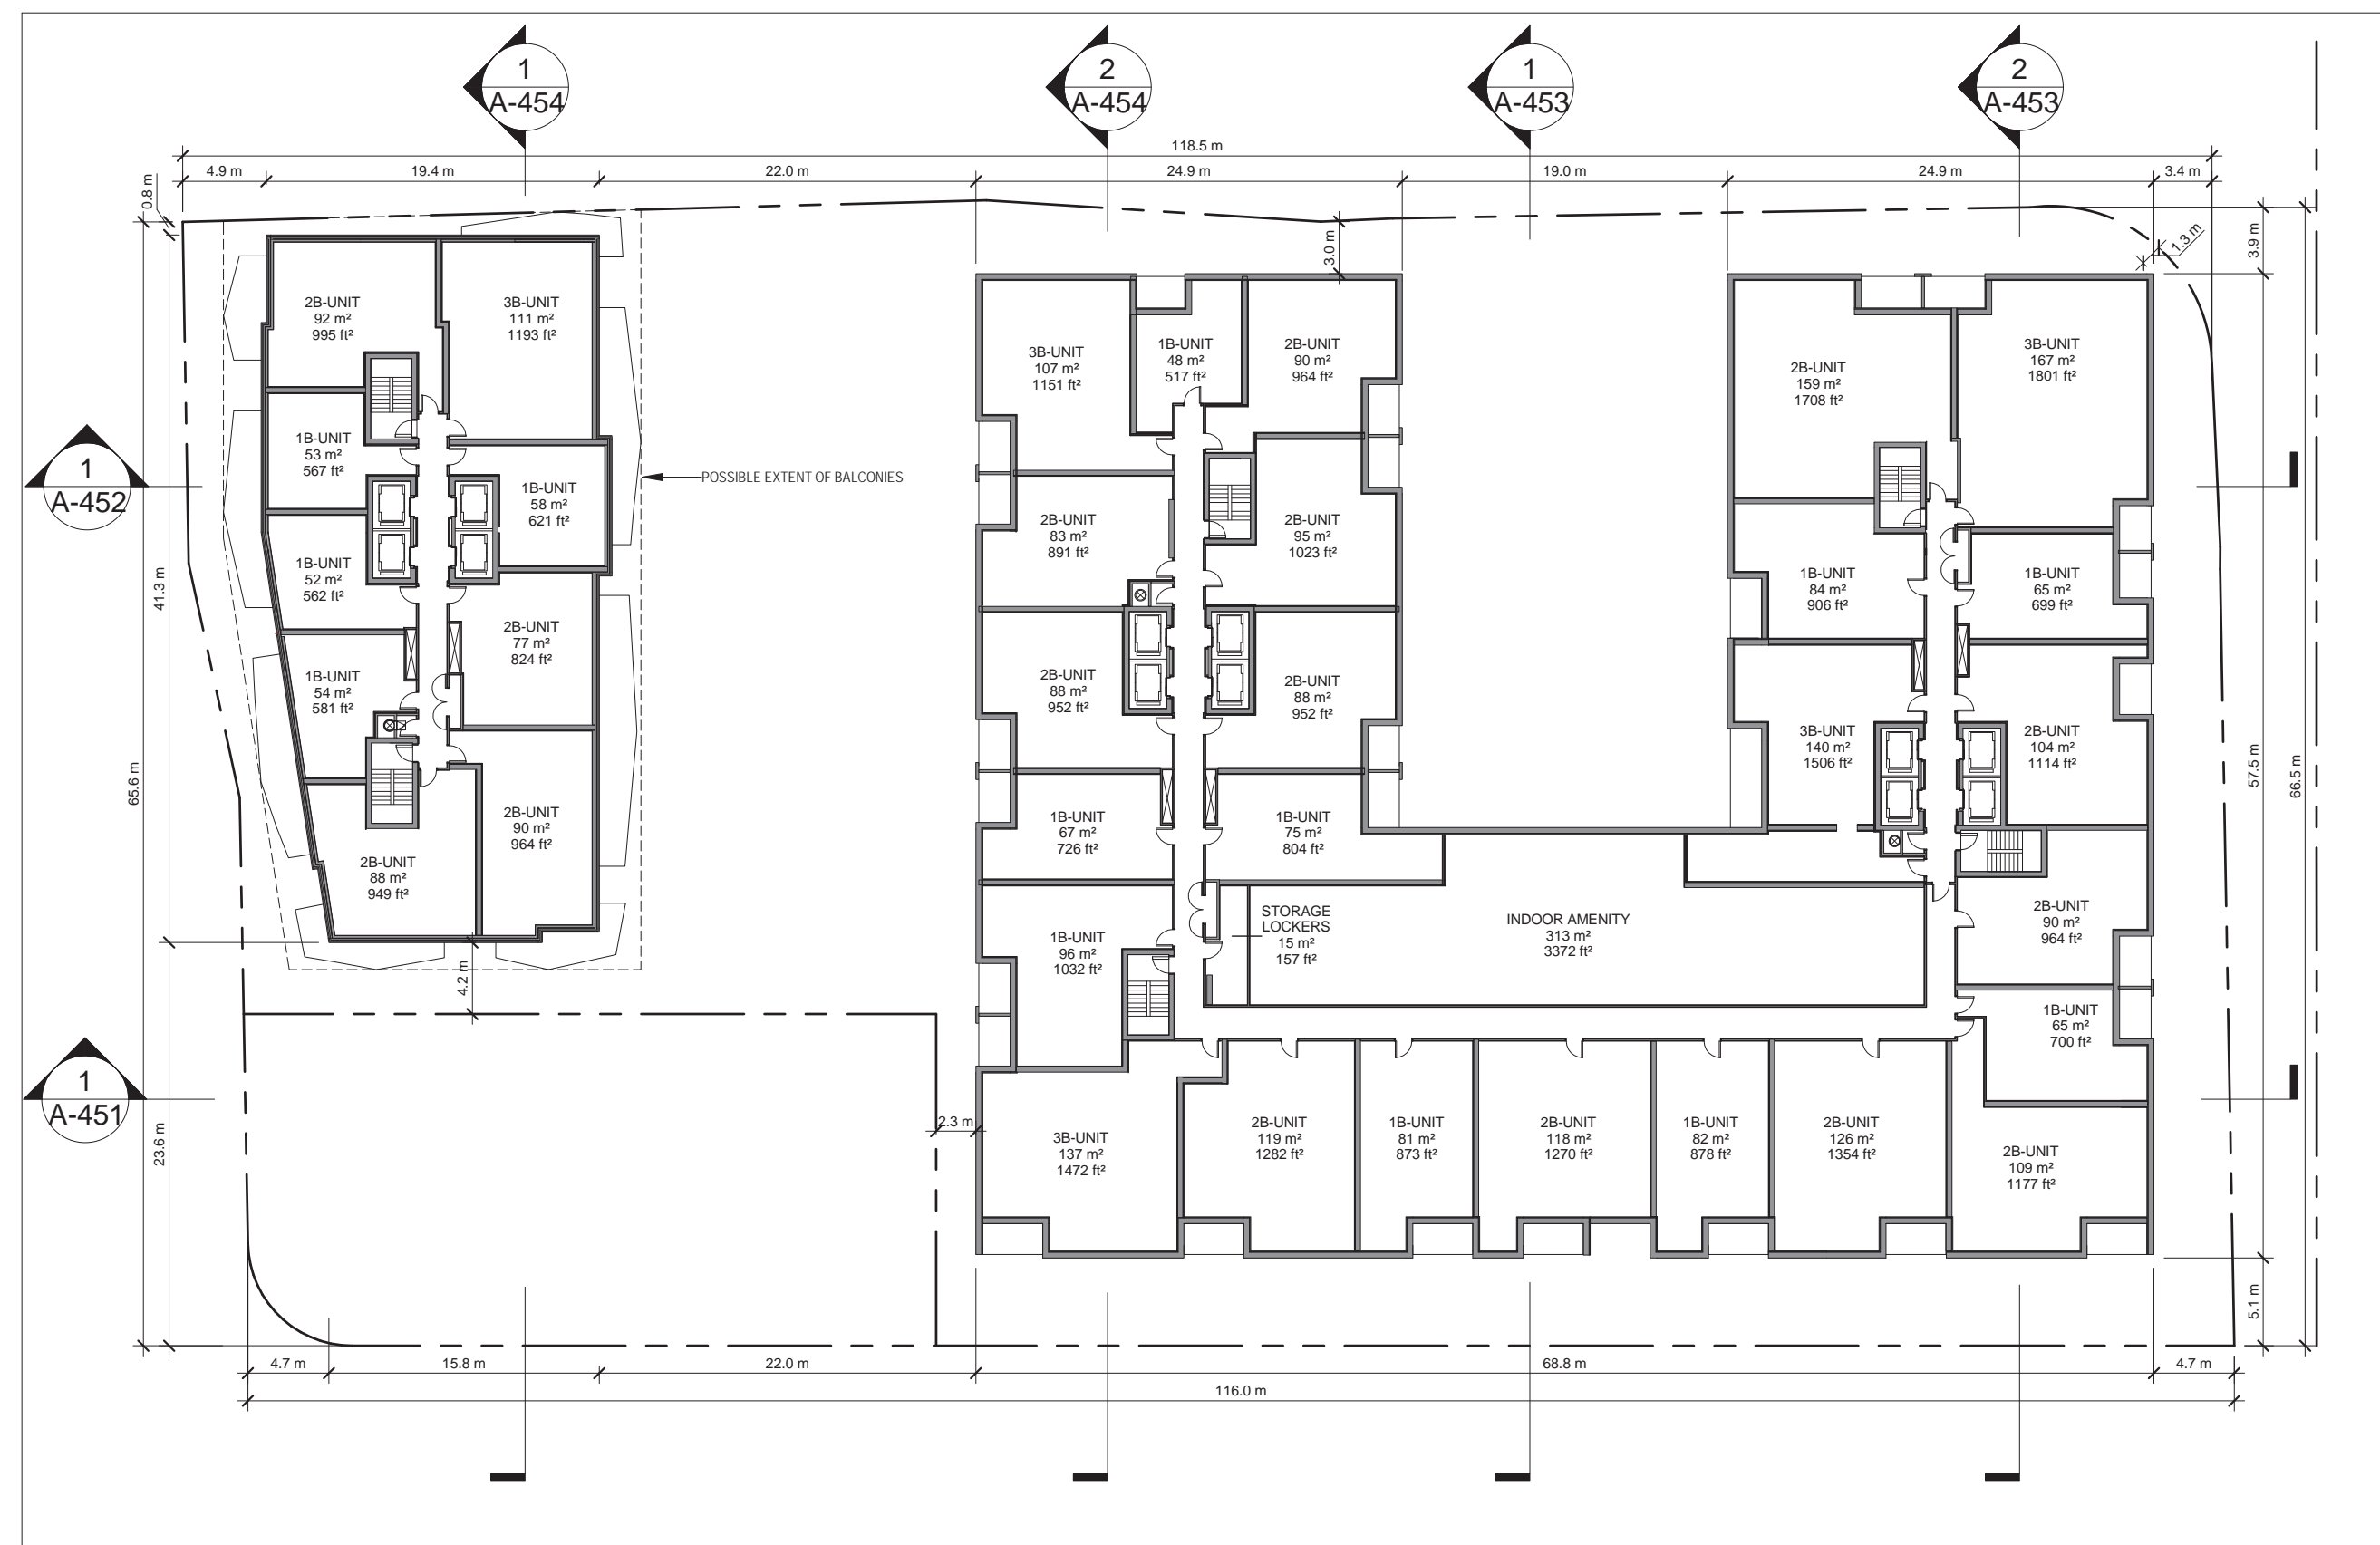 1
A-454
2
A-454
1
A-453
2
A-453
118.5 m
4.9 m
19.4 m
22.0 m
24.9 m
19.0 m
24.9 m
3.4 m
0.8 m
3.0 m
1.3 m
3.9 m
2B-UNIT
92 m²
995 ft²
3B-UNIT
111 m²
1193 ft²
1B-UNIT
53 m²
567 ft²
1B-UNIT
58 m²
621 ft²
1B-UNIT
52 m²
562 ft²
2B-UNIT
77 m²
824 ft²
1B-UNIT
54 m²
581 ft²
2B-UNIT
90 m²
964 ft²
2B-UNIT
88 m²
949 ft²
POSSIBLE EXTENT OF BALCONIES
1
A-452
1
A-451
41.3 m
65.6 m
23.6 m
4.2 m
2.3 m
3B-UNIT
107 m²
1151 ft²
1B-UNIT
48 m²
517 ft²
2B-UNIT
90 m²
964 ft²
2B-UNIT
83 m²
891 ft²
2B-UNIT
95 m²
1023 ft²
2B-UNIT
88 m²
952 ft²
2B-UNIT
88 m²
952 ft²
1B-UNIT
67 m²
726 ft²
1B-UNIT
75 m²
804 ft²
1B-UNIT
96 m²
1032 ft²
STORAGE
LOCKERS
15 m²
157 ft²
INDOOR AMENITY
313 m²
3372 ft²
2B-UNIT
159 m²
1708 ft²
3B-UNIT
167 m²
1801 ft²
1B-UNIT
84 m²
906 ft²
1B-UNIT
65 m²
699 ft²
3B-UNIT
140 m²
1506 ft²
2B-UNIT
104 m²
1114 ft²
2B-UNIT
90 m²
964 ft²
1B-UNIT
65 m²
700 ft²
3B-UNIT
137 m²
1472 ft²
2B-UNIT
119 m²
1282 ft²
1B-UNIT
81 m²
873 ft²
2B-UNIT
118 m²
1270 ft²
1B-UNIT
82 m²
878 ft²
2B-UNIT
126 m²
1354 ft²
2B-UNIT
109 m²
1177 ft²
57.5 m
66.5 m
5.1 m
4.7 m
15.8 m
22.0 m
68.8 m
4.7 m
116.0 m